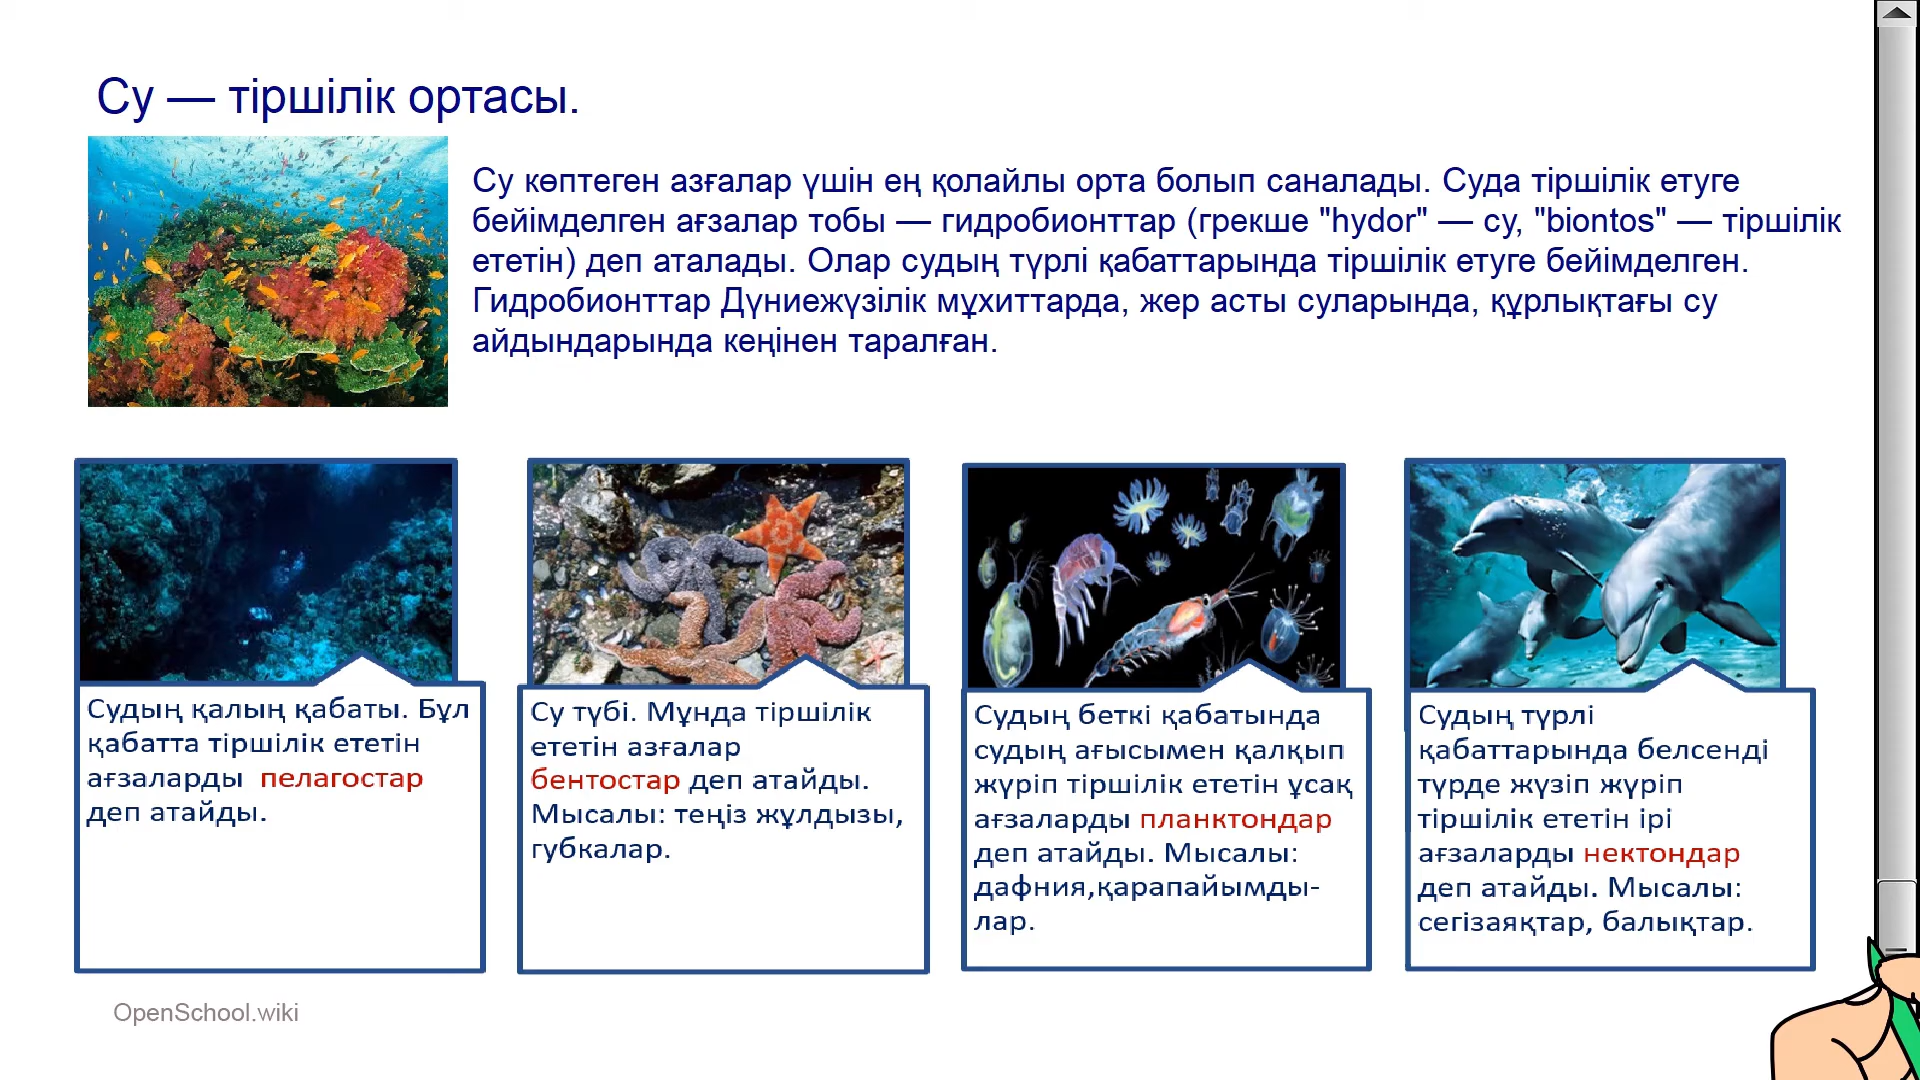 Су — тіршілік ортасы.
Су көптеген азғалар үшін ең қолайлы орта болып саналады. Суда тіршілік етуге
бейімделген ағзалар тобы — гидробионттар (грекше "hydor" — су, "biontos" — тіршілік
ететін) деп аталады. Олар судың түрлі қабаттарында тіршілік етуге бейімделген.
Гидробионттар Дүниежүзілік мұхиттарда, жер асты суларында, құрлықтағы су
айдындарында кеңінен таралған.
Судың қалың қабаты. Бұл
қабатта тіршілік ететін
ағзаларды пелагостар
деп атайды.
Су түбі. Мұнда тіршілік
ететін азғалар
бентостар деп атайды.
Мысалы: теңіз жұлдызы,
губкалар.
Судың беткі қабатында
судың ағысымен қалқып
жүріп тіршілік ететін ұсақ
ағзаларды планктондар
деп атайды. Мысалы:
дафния,қарапайымды-
лар.
Судың түрлі
қабаттарында белсенді
түрде жүзіп жүріп
тіршілік ететін ірі
ағзаларды нектондар
деп атайды. Мысалы:
сегізаяқтар, балықтар.
OpenSchool.wiki